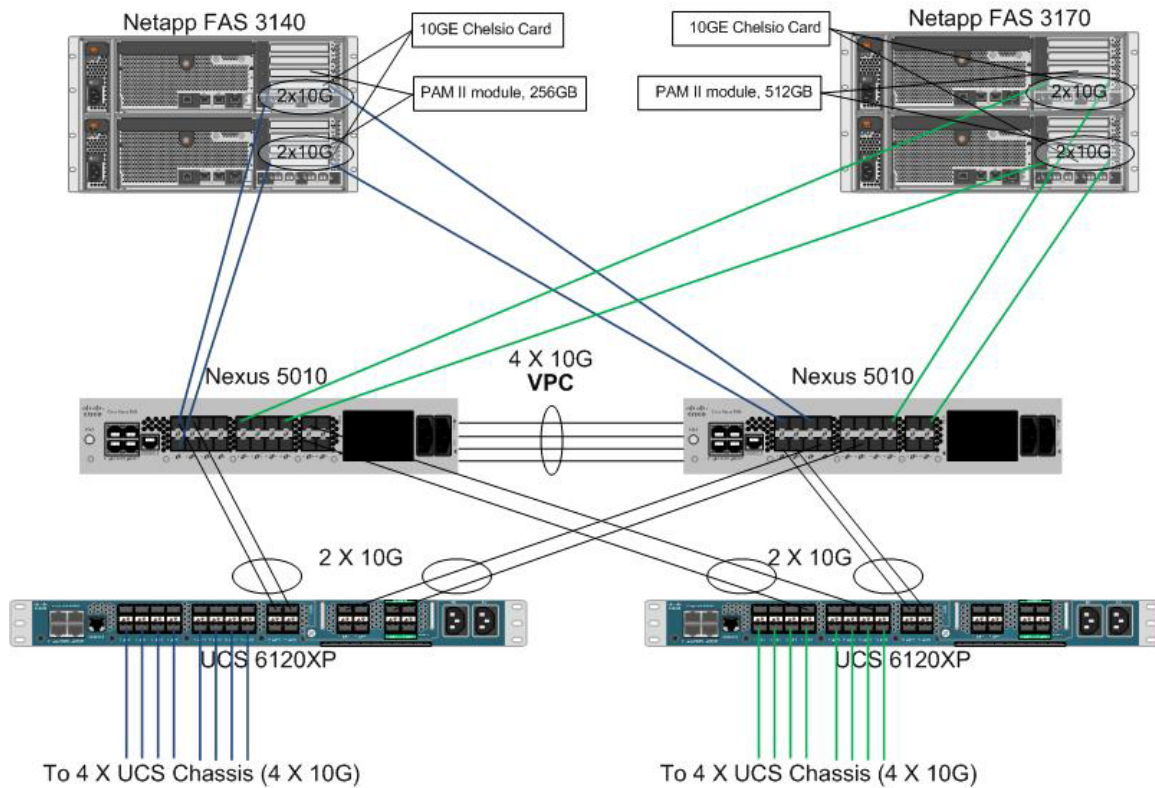 Netapp FAS 3140
Netapp FAS 3170
10GE Chelsio Card
10GE Chelsio Card
PAM II module, 256GB
PAM II module, 512GB
2x10G
2x10G
2x10G
2x10G
4 X 10G
VPC
Nexus 5010
Nexus 5010
2 X 10G
2 X 10G
UCS 6120XP
UCS 6120XP
To 4 X UCS Chassis (4 X 10G)
To 4 X UCS Chassis (4 X 10G)